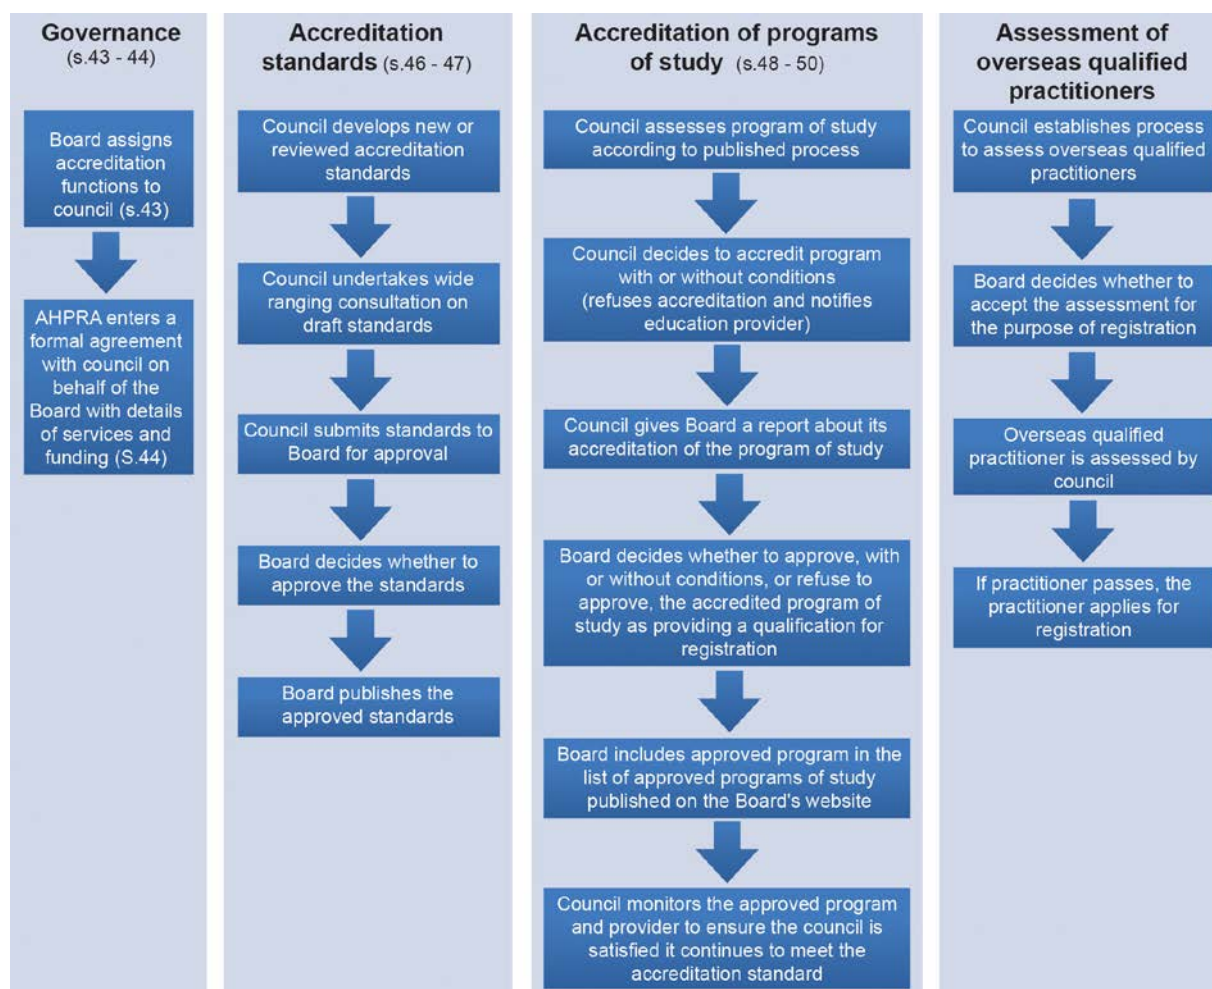 Governance
(s.43 - 44)
Board assigns
accreditation
functions to
council (s.43)
AHPRA enters a
formal agreement
with council on
behalf of the
Board with details
of services and
funding (S.44)
Accreditation
standards (s.46 - 47)
Council develops new or
reviewed accreditation
standards
Council undertakes wide
ranging consultation on
draft standards
Council submits standards to
Board for approval
Board decides whether to
approve the standards
Board publishes the
approved standards
Accreditation of programs
of study (s.48 - 50)
Council assesses program of study
according to published process
Council decides to accredit program
with or without conditions
(refuses accreditation and notifies
education provider)
Council gives Board a report about its
accreditation of the program of study
Board decides whether to approve, with
or without conditions, or refuse to
approve, the accredited program of
study as providing a qualification for
registration
Board includes approved program in the
list of approved programs of study
published on the Board's website
Council monitors the approved program
and provider to ensure the council is
satisfied it continues to meet the
accreditation standard
Assessment of
overseas qualified
practitioners
Council establishes process
to assess overseas qualified
practitioners
Board decides whether to
accept the assessment for
the purpose of registration
Overseas qualified
practitioner is assessed by
council
If practitioner passes, the
practitioner applies for
registration